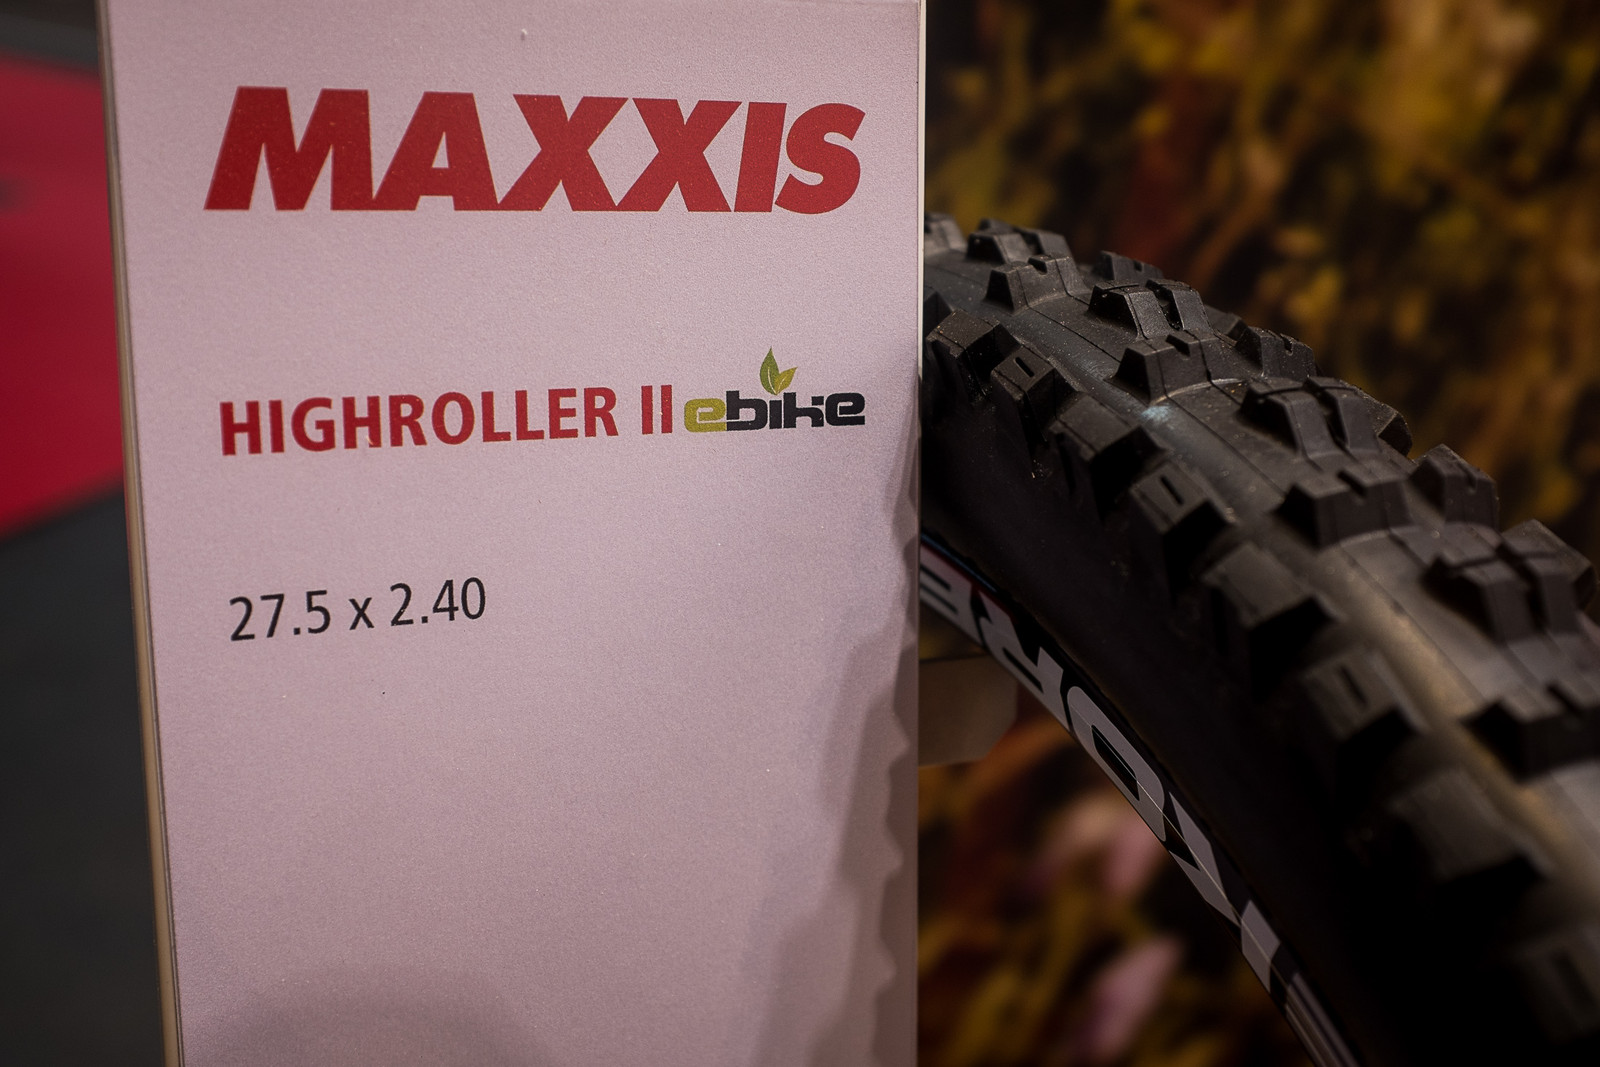 MAXXIS
HIGHROLLER II ebike
27.5 x 2.40